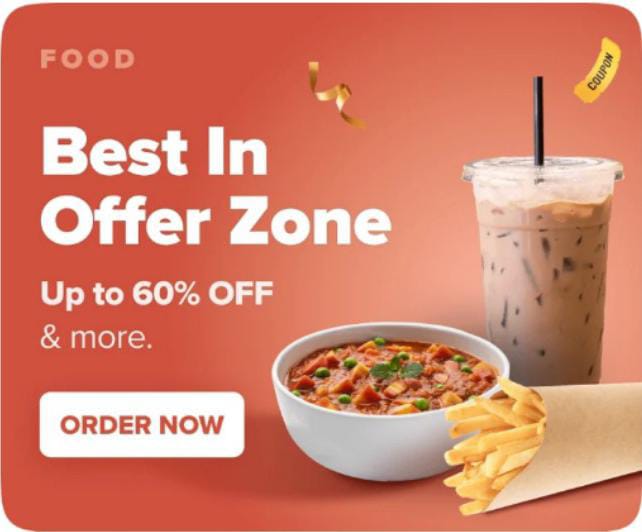 FOOD
COUPON
Best In
Offer Zone
Up to 60% OFF
& more.
ORDER NOW